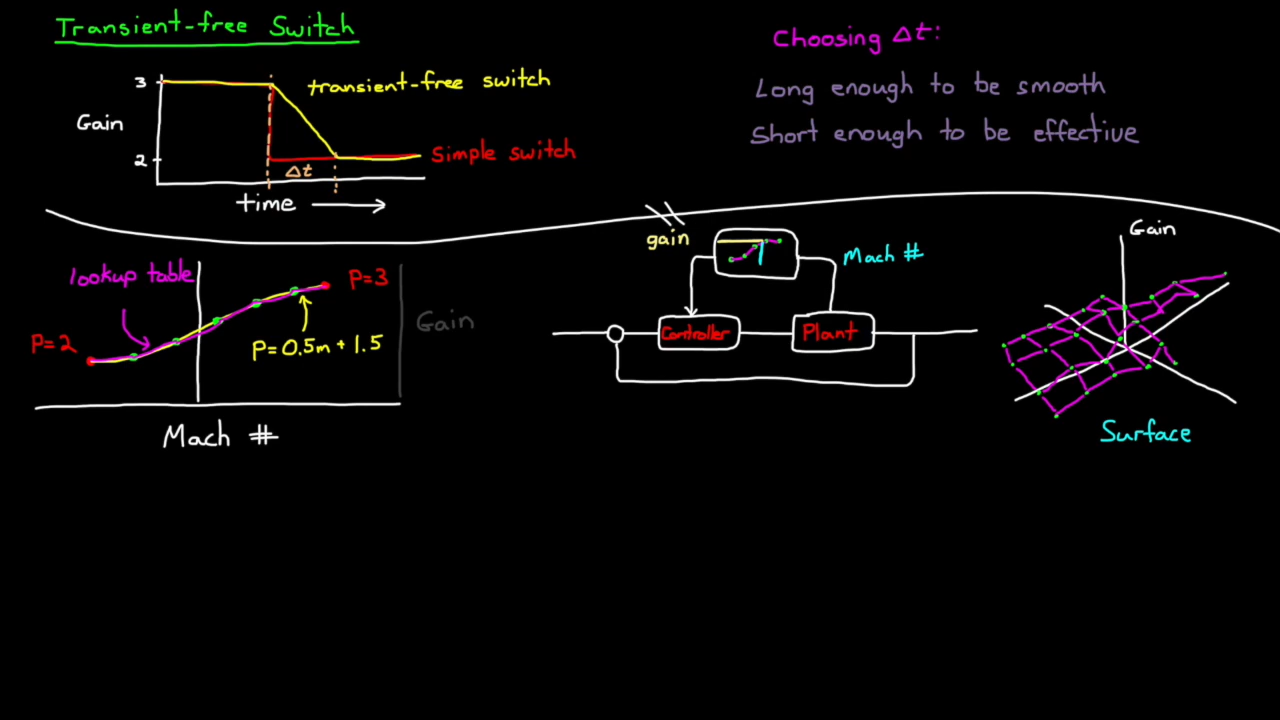 Transient-free Switch
3
transient-free switch
Gain
2
Simple switch
Δt
time
Choosing Δt:
Long enough to be smooth
Short enough to be effective
lookup table
P=3
P=2
P=0.5m + 1.5
Gain
Mach #
gain
Mach #
Controller
Plant
Gain
Surface